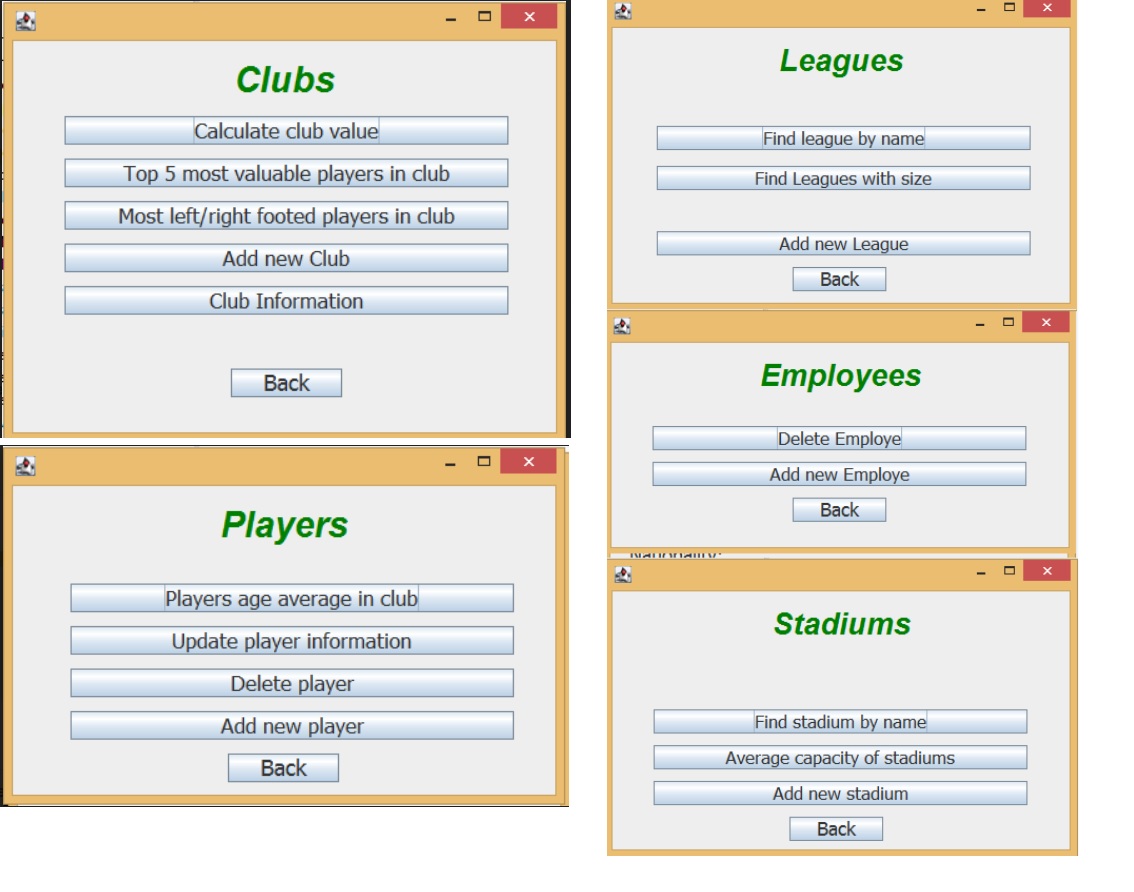 Clubs
Calculate club value
Top 5 most valuable players in club
Most left/right footed players in club
Add new Club
Club Information
Back
Players
Players age average in club
Update player information
Delete player
Add new player
Back
Leagues
Find league by name
Find Leagues with size
Add new League
Back
Employees
Delete Employe
Add new Employe
Back
Nationality:
Stadiums
Find stadium by name
Average capacity of stadiums
Add new stadium
Back